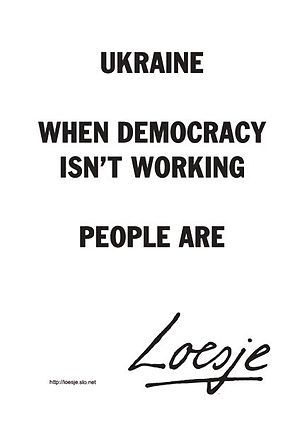 UKRAINE
WHEN DEMOCRACY
ISN'T WORKING
PEOPLE ARE
Loesje
http://loesje.slo.net